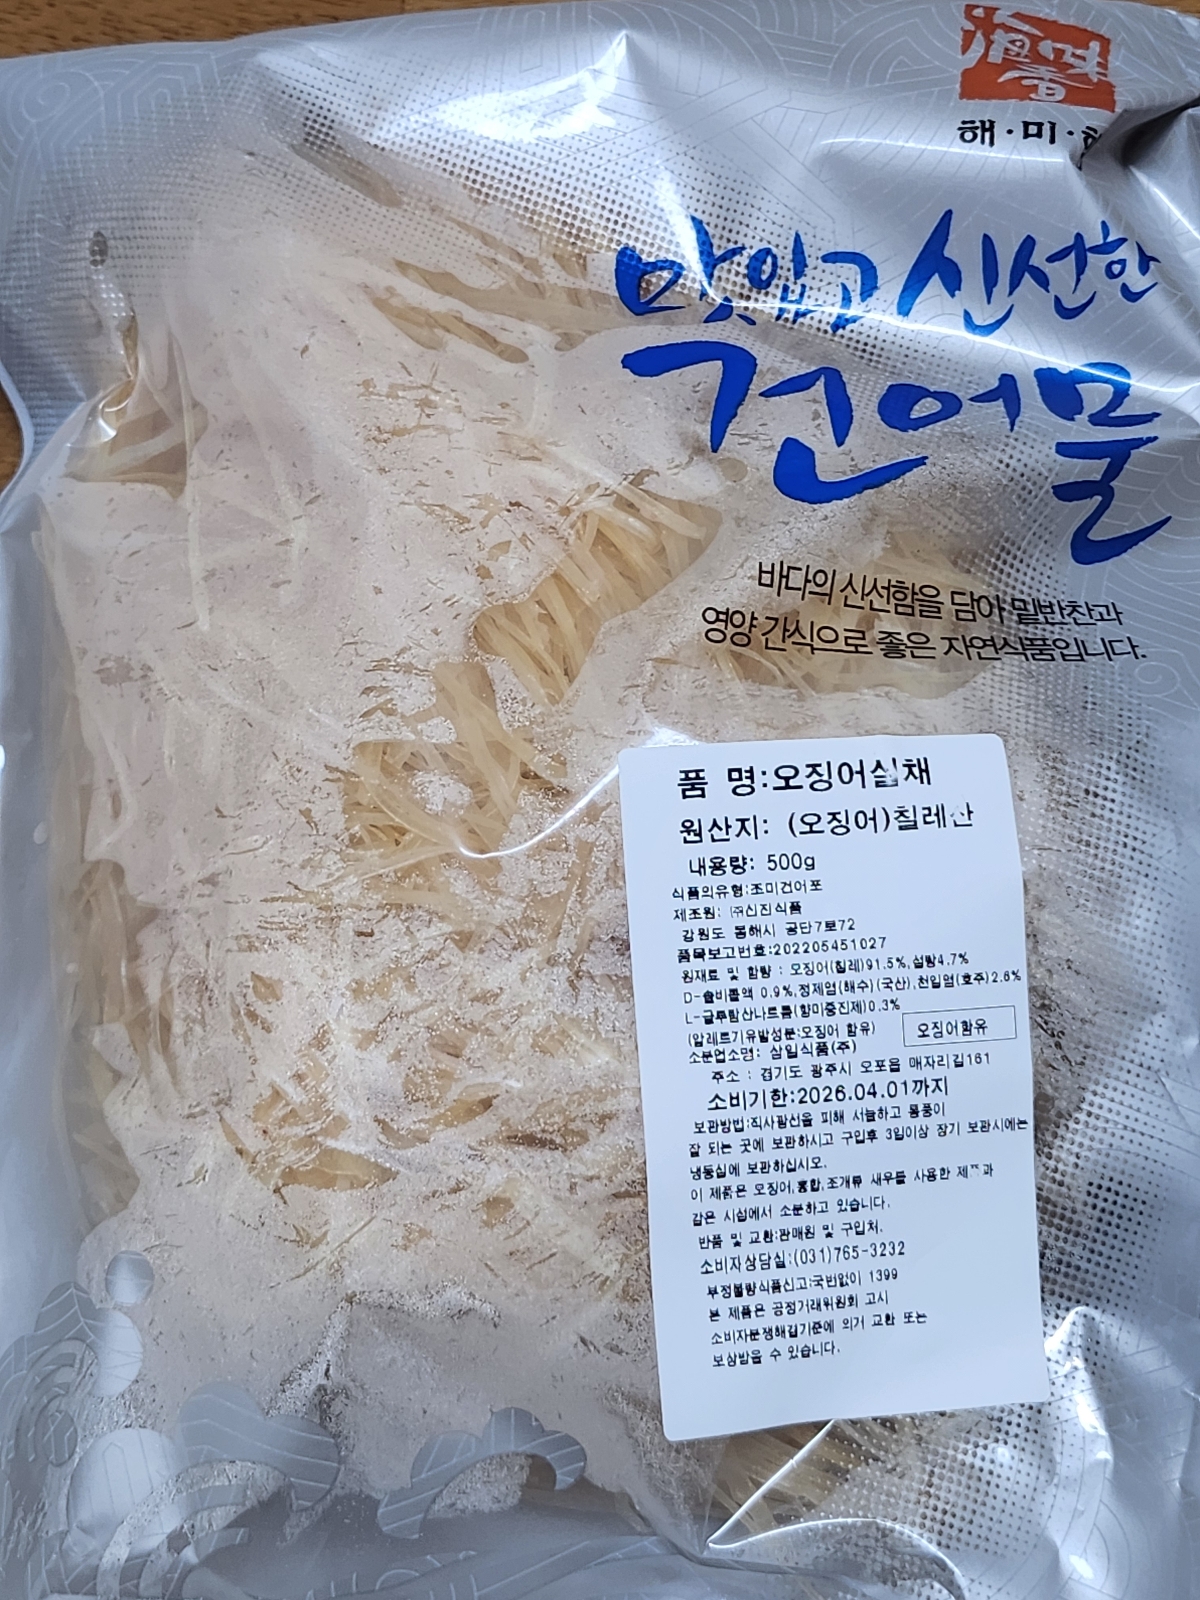 해·미·
맛있고 신선한
건어물
바다의 신선함을 담아 밑반찬과
영양 간식으로 좋은 자연식품입니다.
품 명:오징어실채
원산지: (오징어)칠레산
내용량: 500g
식품의유형:조미건어포
제조원: ㈜신진식품
강원도 동해시 공단7로72
품목보고번호:202205451027
원재료 및 함량 : 오징어(칠레)91.5%,설탕4.7%
D-솔비톨액 0.9%,정제염(해수)(국산),천일염(호주)2.6%
L-글루탐산나트륨(향미증진제)0.3%
(알레르기유발성분:오징어 함유)
오징어함유
소분업소명: 삼일식품(주)
주소 : 경기도 광주시 오포읍 매자리길161
소비기한:2026.04.01까지
보관방법:직사광선을 피해 서늘하고 통풍이
잘 되는 곳에 보관하시고 구입후 3일이상 장기 보관시에는
냉동실에 보관하십시오.
이 제품은 오징어,홍합,조개류 새우를 사용한 제품과
같은 시설에서 소분하고 있습니다.
반품 및 교환:판매원 및 구입처.
소비자상담실:(031)765-3232
부정불량식품신고:국번없이 1399
본 제품은 공정거래위원회 고시
소비자분쟁해결기준에 의거 교환 또는
보상받을 수 있습니다.